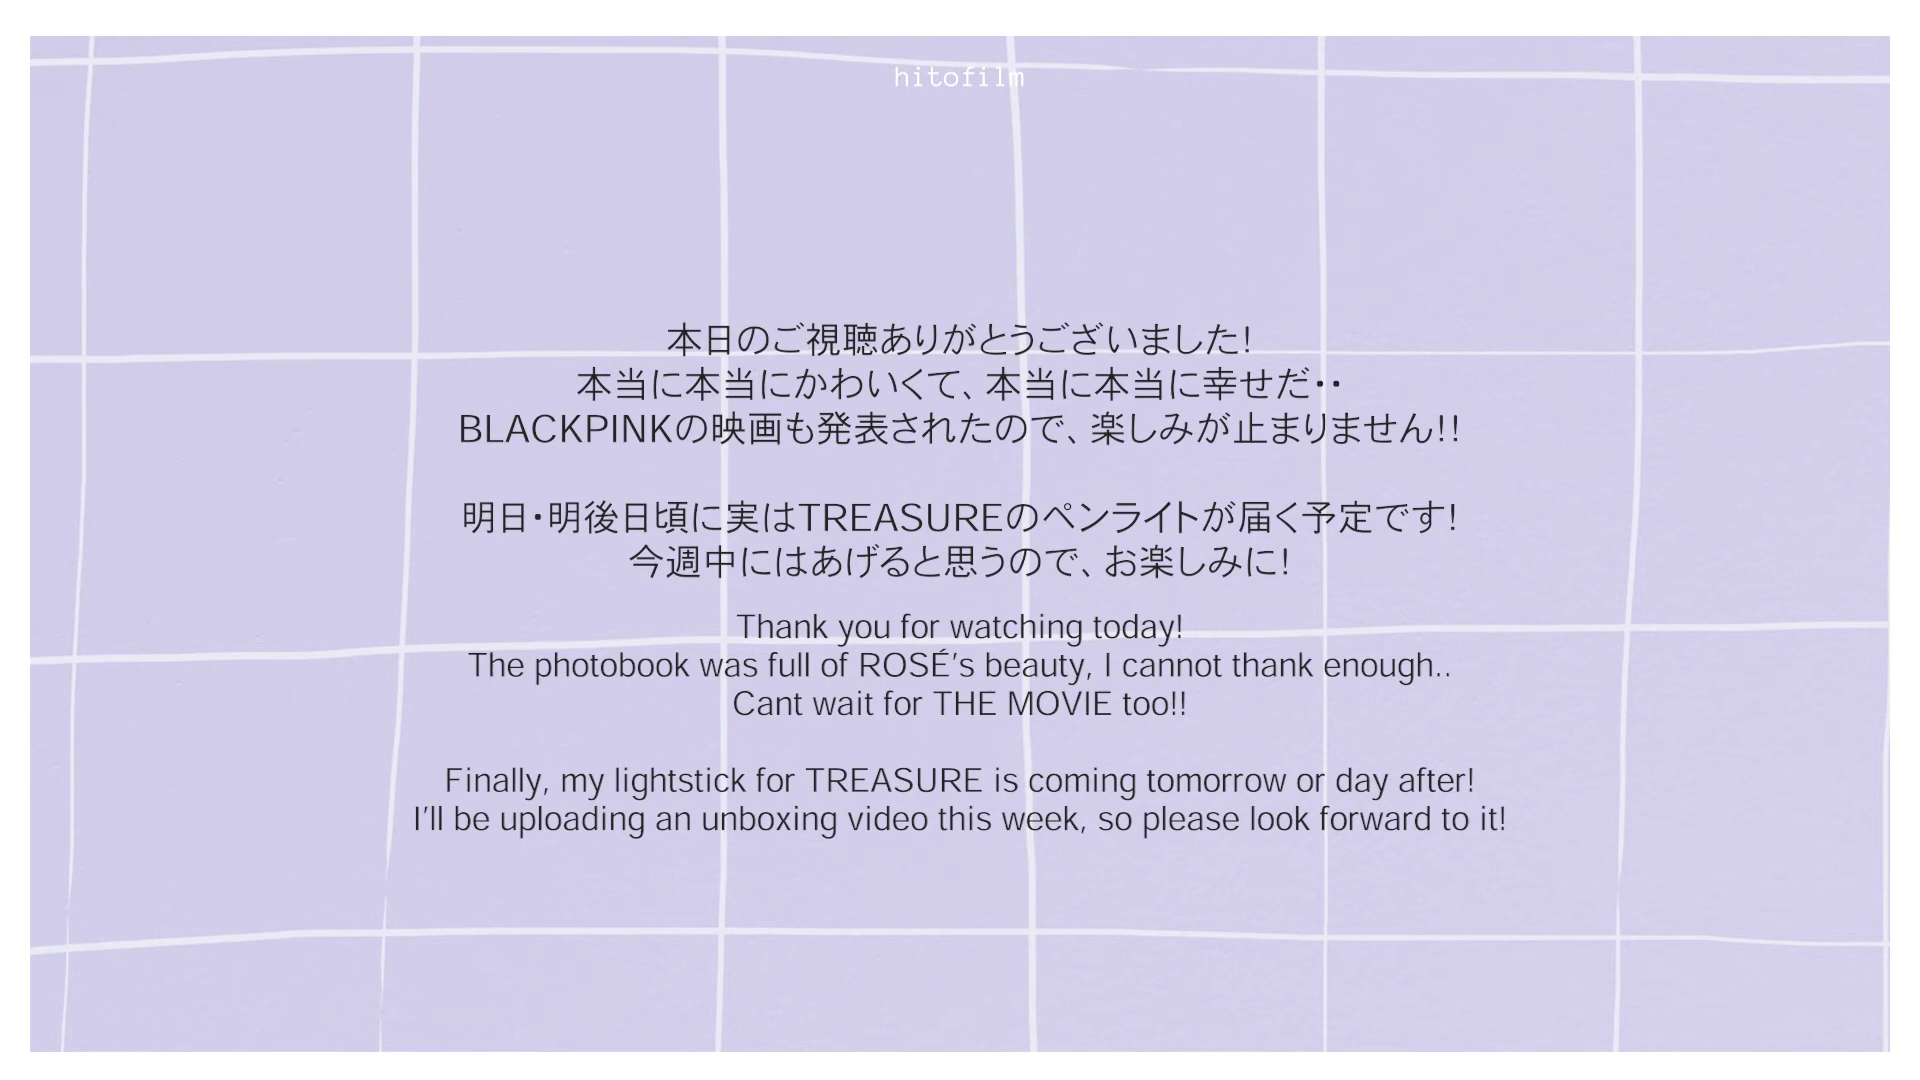 hitofilm
本日のご視聴ありがとうございました!
本当に本当にかわいくて、本当に本当に幸せだ・・
BLACKPINKの映画も発表されたので、楽しみが止まりません!!
明日・明後日頃に実はTREASUREのペンライトが届く予定です!
今週中にはあげると思うので、お楽しみに!
Thank you for watching today!
The photobook was full of ROSÉ's beauty, I cannot thank enough..
Cant wait for THE MOVIE too!!
Finally, my lightstick for TREASURE is coming tomorrow or day after!
I'll be uploading an unboxing video this week, so please look forward to it!